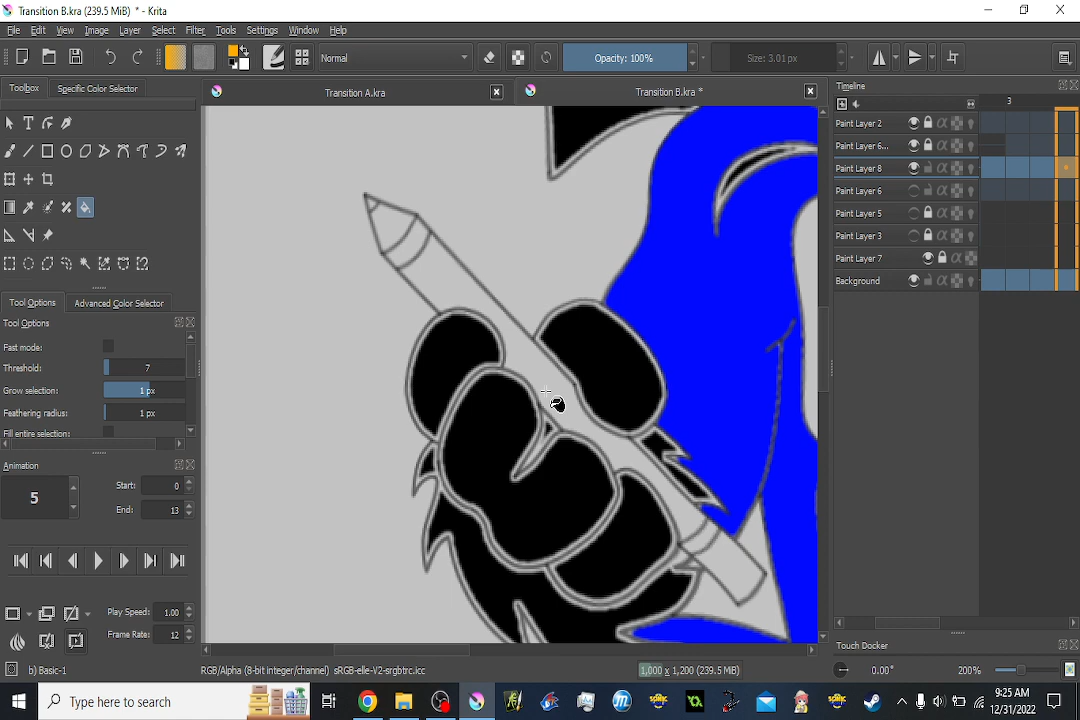 Transition B.kra (239.5 MiB)  * - Krita
File Edit View Image Layer Select Filter Tools Settings Window Help
Normal Opacity: 100% Size: 3.01 px
Toolbox Specific Color Selector Transition A.kra Transition B.kra * Timeline
3
Paint Layer 2
Paint Layer 6...
Paint Layer 8
Paint Layer 6
Paint Layer 5
Paint Layer 3
Paint Layer 7
Background
Tool Options Advanced Color Selector
Tool Options
Fast mode:
Threshold: 7
Grow selection: 1 px
Feathering radius: 1 px
Fill entire selection:
Animation
5 Start: 0
End: 13
Play Speed: 1.00
Frame Rate: 12
Touch Docker
b) Basic-1 RGB/Alpha (8-bit integer/channel) sRGB-elle-V2-srgbtrc.icc 1,000 x 1,200 (239.5 MiB) 0.00° 200%
Type here to search
9:25 AM
12/31/2022